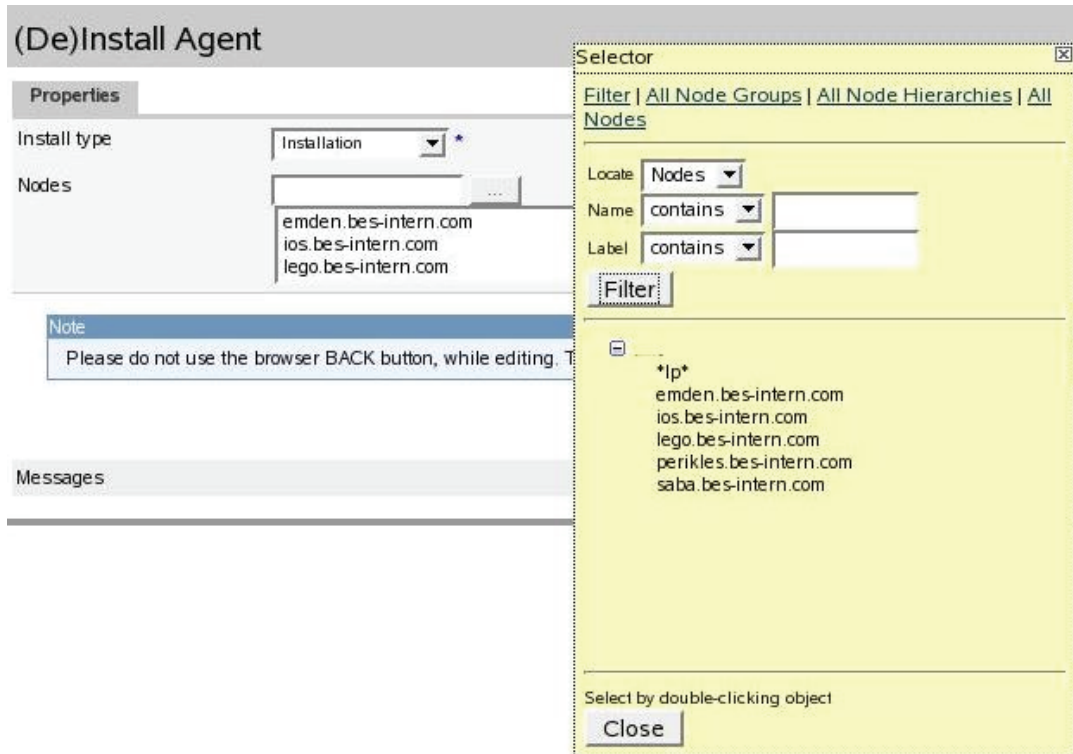 (De)Install Agent
Properties
Install type
Installation
*
Nodes
...
emden.bes-intern.com
ios.bes-intern.com
lego.bes-intern.com
Note
Please do not use the browser BACK button, while editing. T
Messages
Selector
Filter | All Node Groups | All Node Hierarchies | All
Nodes
Locate Nodes
Name contains
Label contains
Filter
*Ip*
emden.bes-intern.com
ios.bes-intern.com
lego.bes-intern.com
perikles.bes-intern.com
saba.bes-intern.com
Select by double-clicking object
Close